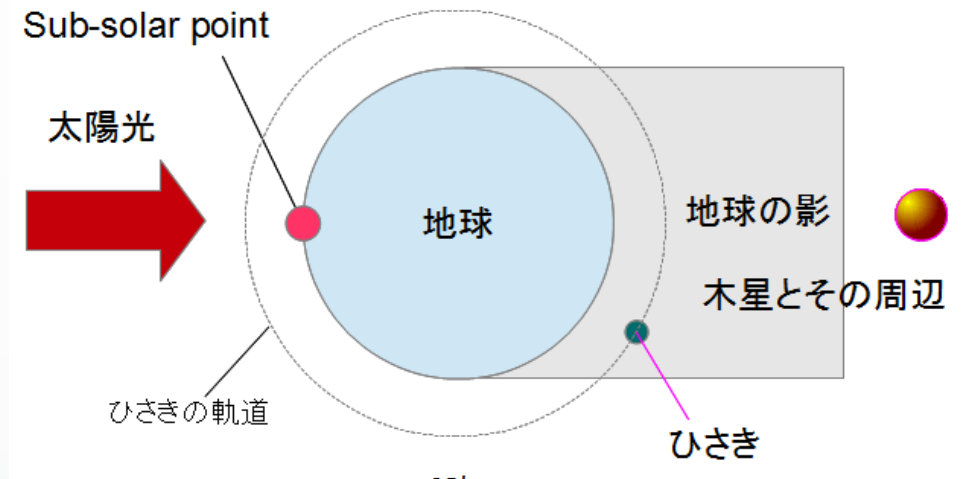 Sub-solar point
太陽光
地球
地球の影
木星とその周辺
ひさきの軌道
ひさき